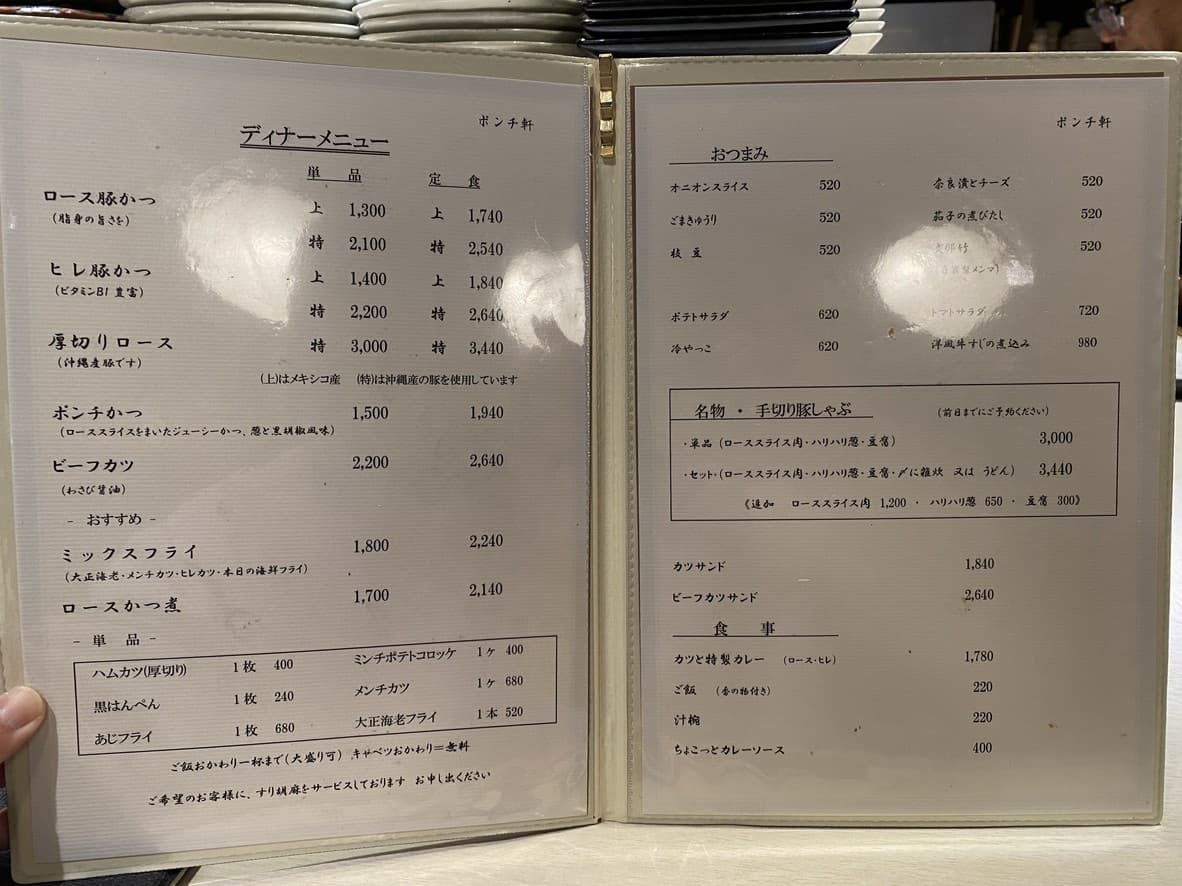 ポンチ軒
ディナーメニュー
単 品 定 食
ロース豚かつ 上 1,300 上 1,740
(脂身の旨さを)
特 2,100 特 2,540
ヒレ豚かつ 上 1,400 上 1,840
(ビタミンB1 豊富)
特 2,200 特 2,640
厚切りロース 特 3,000 特 3,440
(沖縄産豚です)
(上)はメキシコ産 (特)は沖縄産の豚を使用しています
ポンチかつ 1,500 1,940
(ローススライスをまいたジューシーかつ、葱と黒胡椒風味)
ビーフカツ 2,200 2,640
(わさび醤油)
- おすすめ -
ミックスフライ 1,800 2,240
(大正海老・メンチカツ・ヒレカツ・本日の海鮮フライ)
ロースかつ煮 1,700 2,140
- 単 品 -
ハムカツ(厚切り) 1枚 400 ミンチポテトコロッケ 1ヶ 400
黒はんぺん 1枚 240 メンチカツ 1ヶ 680
あじフライ 1枚 680 大正海老フライ 1本 520
ご飯おかわり一杯まで(大盛り可) キャベツおかわり=無料
ご希望のお客様に、すり胡麻をサービスしております お申し出ください
ポンチ軒
おつまみ
オニオンスライス 520 奈良漬とチーズ 520
ごまきゅうり 520 茄子の煮びたし 520
枝豆 520 520
メンマ)
ポテトサラダ 620 トマトサラダ 720
冷やっこ 620 洋風牛すじの煮込み 980
名物 ・ 手切り豚しゃぶ (前日までにご予約ください)
・単品 (ローススライス肉・ハリハリ葱・豆腐) 3,000
・セット・(ローススライス肉・ハリハリ葱・豆腐・〆に雑炊 又は うどん) 3,440
《追加 ローススライス肉 1,200 ・ ハリハリ葱 650 ・ 豆腐 300》
カツサンド 1,840
ビーフカツサンド 2,640
食 事
カツと特製カレー (ロース・ヒレ) 1,780
ご飯 (香の物付き) 220
汁椀 220
ちょこっとカレーソース 400